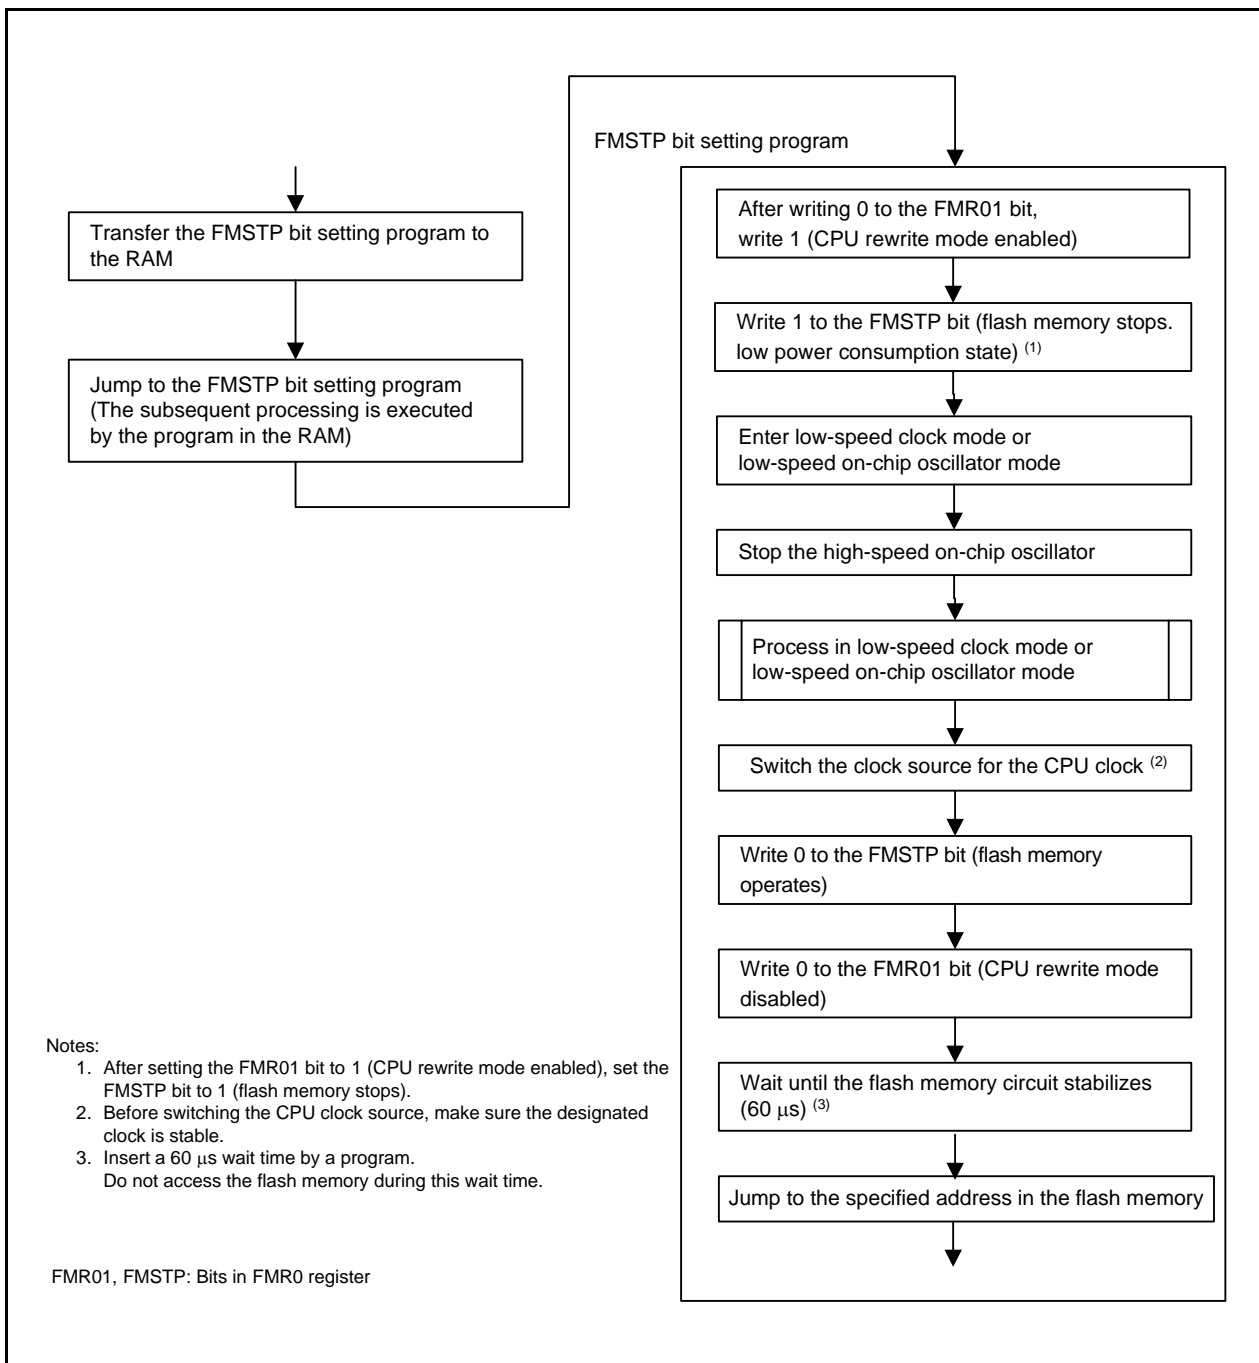 Transfer the FMSTP bit setting program to
the RAM
Jump to the FMSTP bit setting program
(The subsequent processing is executed
by the program in the RAM)
FMSTP bit setting program
After writing 0 to the FMR01 bit,
write 1 (CPU rewrite mode enabled)
Write 1 to the FMSTP bit (flash memory stops.
low power consumption state) (1)
Enter low-speed clock mode or
low-speed on-chip oscillator mode
Stop the high-speed on-chip oscillator
Process in low-speed clock mode or
low-speed on-chip oscillator mode
Switch the clock source for the CPU clock (2)
Write 0 to the FMSTP bit (flash memory
operates)
Write 0 to the FMR01 bit (CPU rewrite mode
disabled)
Wait until the flash memory circuit stabilizes
(60 μs) (3)
Jump to the specified address in the flash memory
Notes:
1. After setting the FMR01 bit to 1 (CPU rewrite mode enabled), set the
FMSTP bit to 1 (flash memory stops).
2. Before switching the CPU clock source, make sure the designated
clock is stable.
3. Insert a 60 μs wait time by a program.
Do not access the flash memory during this wait time.
FMR01, FMSTP: Bits in FMR0 register